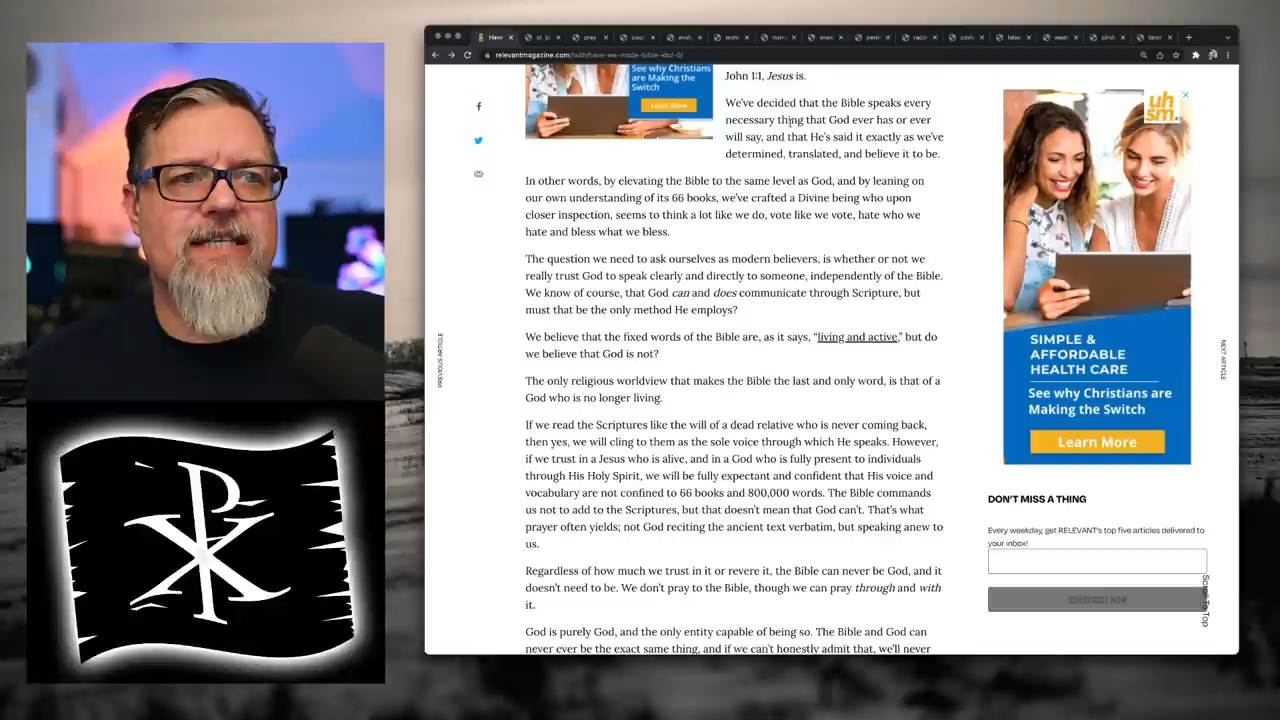 relevantmagazine.com/faith/have-we-made-bible-idol-0/
See why Christians
are Making the
Switch
Learn More
John 1:1, Jesus is.
We've decided that the Bible speaks every
necessary thing that God ever has or ever
will say, and that He's said it exactly as we've
determined, translated, and believe it to be.
In other words, by elevating the Bible to the same level as God, and by leaning on
our own understanding of its 66 books, we've crafted a Divine being who upon
closer inspection, seems to think a lot like we do, vote like we vote, hate who we
hate and bless what we bless.
The question we need to ask ourselves as modern believers, is whether or not we
really trust God to speak clearly and directly to someone, independently of the Bible.
We know of course, that God can and does communicate through Scripture, but
must that be the only method He employs?
We believe that the fixed words of the Bible are, as it says, “living and active,” but do
we believe that God is not?
The only religious worldview that makes the Bible the last and only word, is that of a
God who is no longer living.
If we read the Scriptures like the will of a dead relative who is never coming back,
then yes, we will cling to them as the sole voice through which He speaks. However,
if we trust in a Jesus who is alive, and in a God who is fully present to individuals
through His Holy Spirit, we will be fully expectant and confident that His voice and
vocabulary are not confined to 66 books and 800,000 words. The Bible commands
us not to add to the Scriptures, but that doesn't mean that God can't. That's what
prayer often yields; not God reciting the ancient text verbatim, but speaking anew to
us.
Regardless of how much we trust in it or revere it, the Bible can never be God, and it
doesn't need to be. We don't pray to the Bible, though we can pray through and with
it.
God is purely God, and the only entity capable of being so. The Bible and God can
never ever be the exact same thing, and if we can't honestly admit that, we'll never
PREVIOUS ARTICLE
NEXT ARTICLE
uh
sm.
SIMPLE &
AFFORDABLE
HEALTH CARE
See why Christians are
Making the Switch
Learn More
DON'T MISS A THING
Every weekday, get RELEVANT's top five articles delivered to
your inbox!
SUBSCRIBE NOW
Scroll To Top